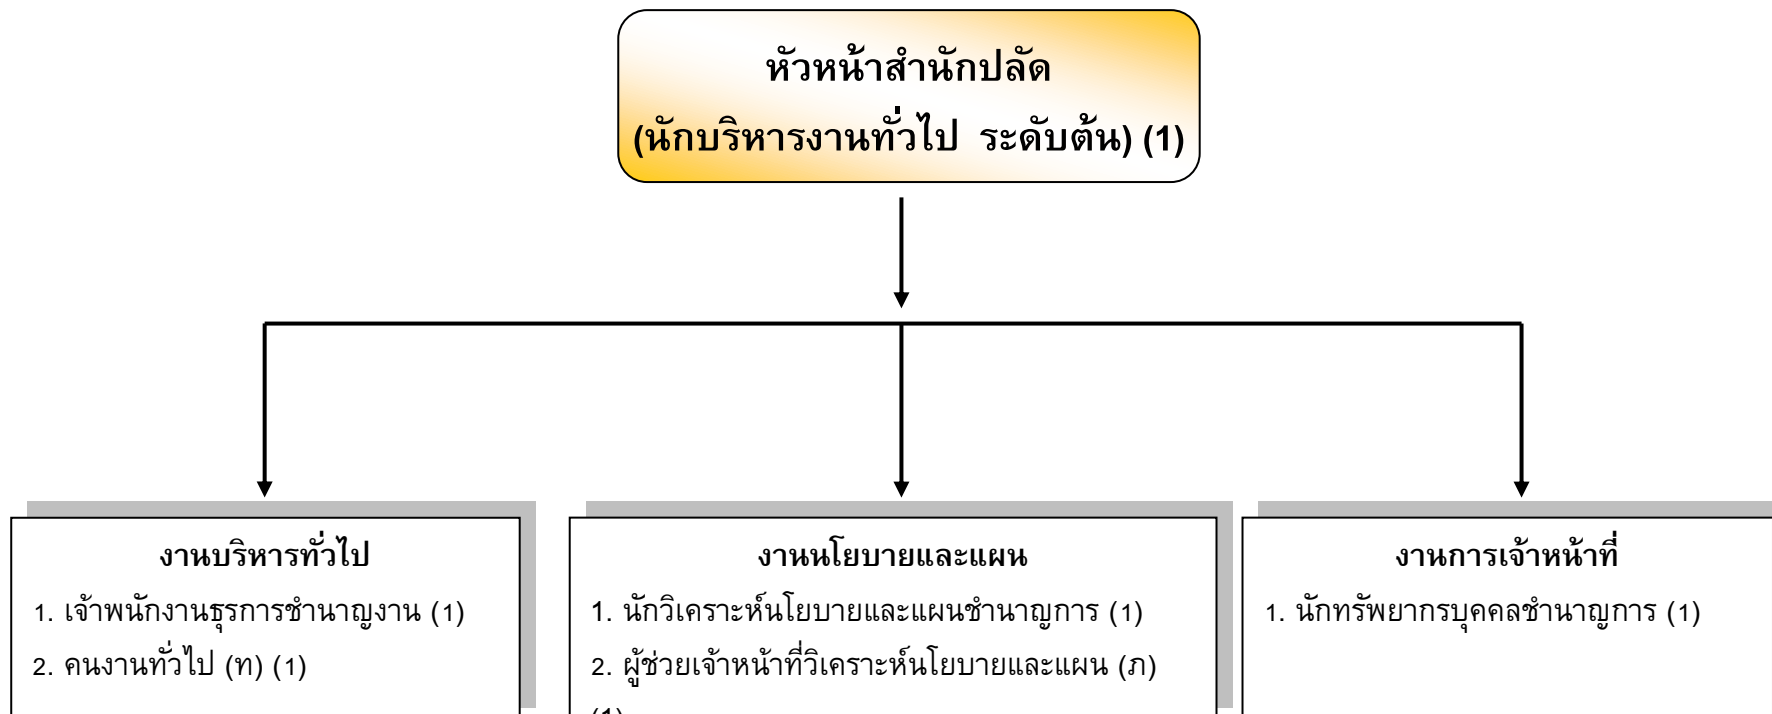 หัวหน้าสำนักปลัด
(นักบริหารงานทั่วไป ระดับต้น) (1)
งานบริหารทั่วไป
1. เจ้าพนักงานธุรการชำนาญงาน (1)
2. คนงานทั่วไป (ท) (1)
งานนโยบายและแผน
1. นักวิเคราะห์นโยบายและแผนชำนาญการ (1)
2. ผู้ช่วยเจ้าหน้าที่วิเคราะห์นโยบายและแผน (ภ)
(1)
งานการเจ้าหน้าที่
1. นักทรัพยากรบุคคลชำนาญการ (1)